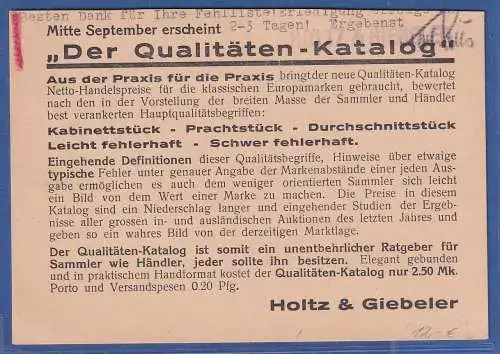 Besten Dank für Ihre Fehlliste! Erledigung erfolgt
Mitte September erscheint 2-3 Tagen! Ergebenst
„Der Qualitäten-Katalog"
Aus der Praxis für die Praxis bringt der neue Qualitäten-Katalog
Netto-Handelspreise für die klassischen Europamarken gebraucht, bewertet
nach den in der Vorstellung der breiten Masse der Sammler und Händler
best verankerten Hauptqualitätsbegriffen:
Kabinettstück - Prachtstück - Durchschnittstück
Leicht fehlerhaft - Schwer fehlerhaft.
Eingehende Definitionen dieser Qualitätsbegriffe, Hinweise über etwaige
typische Fehler unter genauer Angabe der Markenabstände einer jeden Aus-
gabe ermöglichen es auch dem weniger orientierten Sammler sich leicht
ein Bild von dem Wert einer Marke zu machen. Die Preise in diesem
Katalog sind ein Niederschlag langer und eingehender Studien der Ergeb-
nisse aller grossen in- und ausländischen Auktionen des letzten Jahres und
geben so ein wahres Bild von der derzeitigen Marktlage.
Der Qualitäten-Katalog ist somit ein unentbehrlicher Ratgeber für
Sammler wie Händler, jeder sollte ihn besitzen. Elegant gebunden
und in praktischem Handformat kostet der Qualitäten-Katalog nur 2.50 Mk.
Porto und Versandspesen 0.20 Pfg.
Holtz & Giebeler